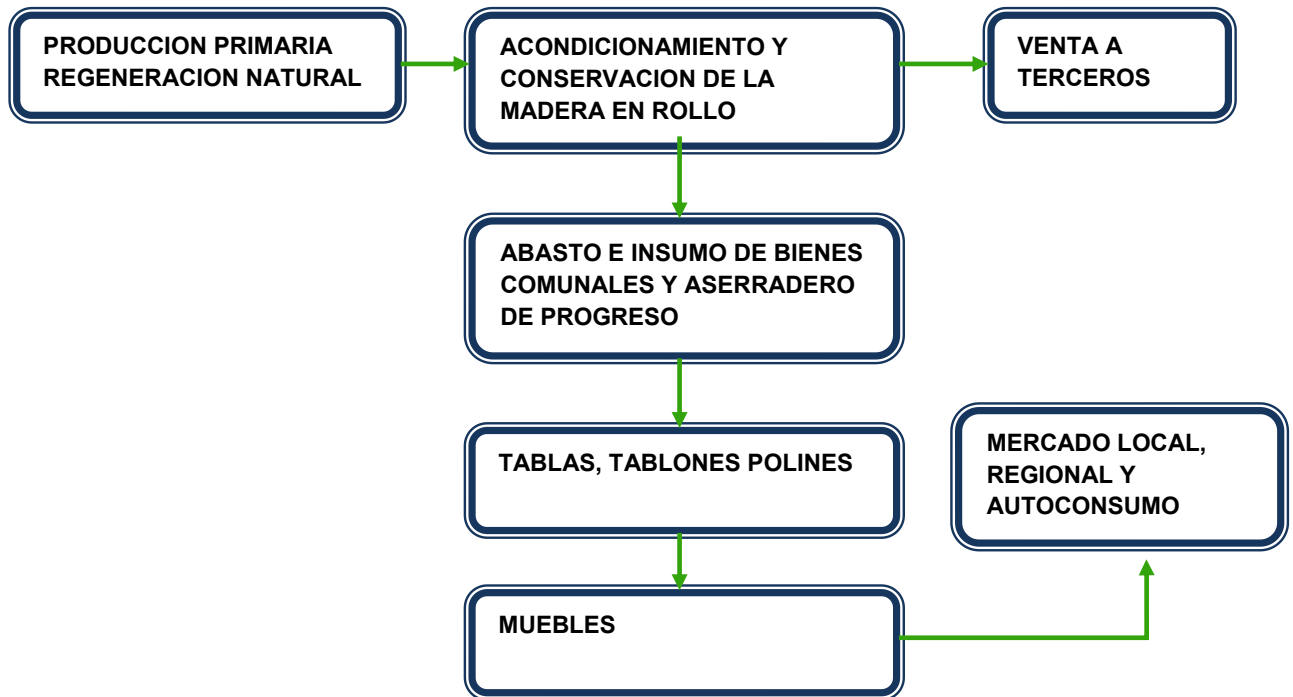 PRODUCCION PRIMARIA
REGENERACION NATURAL
ACONDICIONAMIENTO Y
CONSERVACION DE LA
MADERA EN ROLLO
VENTA A
TERCEROS
ABASTO E INSUMO DE BIENES
COMUNALES Y ASERRADERO
DE PROGRESO
TABLAS, TABLONES POLINES
MERCADO LOCAL,
REGIONAL Y
AUTOCONSUMO
MUEBLES